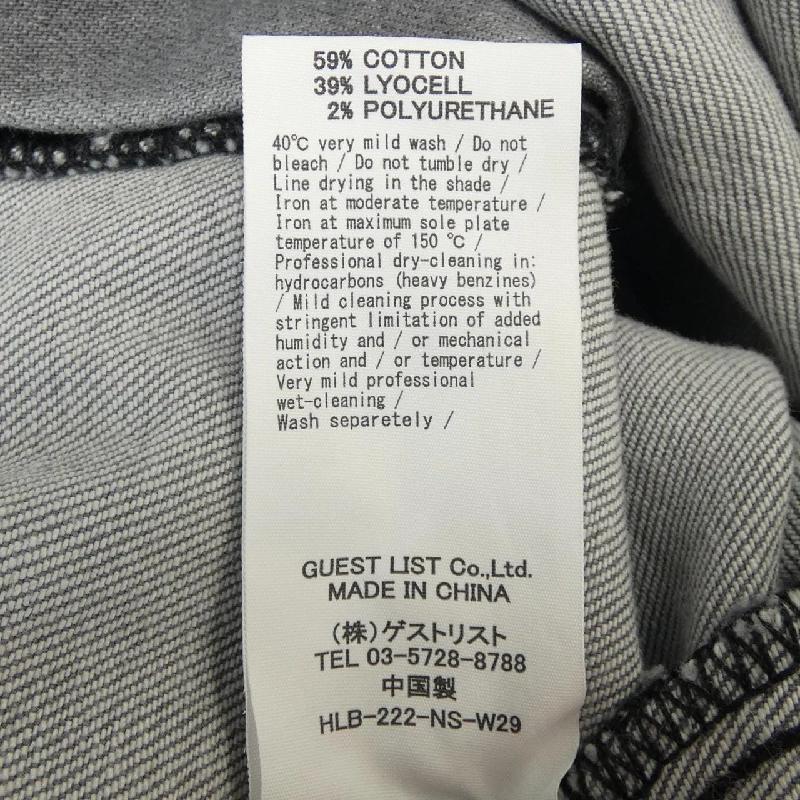 59% COTTON
39% LYOCELL
2% POLYURETHANE
40℃ very mild wash / Do not
bleach / Do not tumble dry /
Line drying in the shade /
Iron at moderate temperature /
Iron at maximum sole plate
temperature of 150 ℃ /
Professional dry-cleaning in:
hydrocarbons (heavy benzines)
/ Mild cleaning process with
stringent limitation of added
humidity and / or mechanical
action and / or temperature /
Very mild professional
wet-cleaning /
Wash separetely /
GUEST LIST Co.,Ltd.
MADE IN CHINA
(株)ゲストリスト
TEL 03-5728-8788
中国製
HLB-222-NS-W29